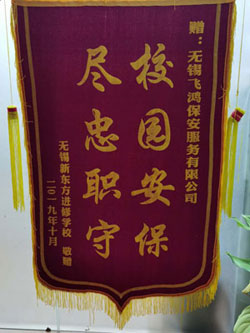 赠：无锡飞鸿保安服务有限公司
校园安保
尽忠职守
无锡新东方进修学校 敬赠
二〇一九年十月